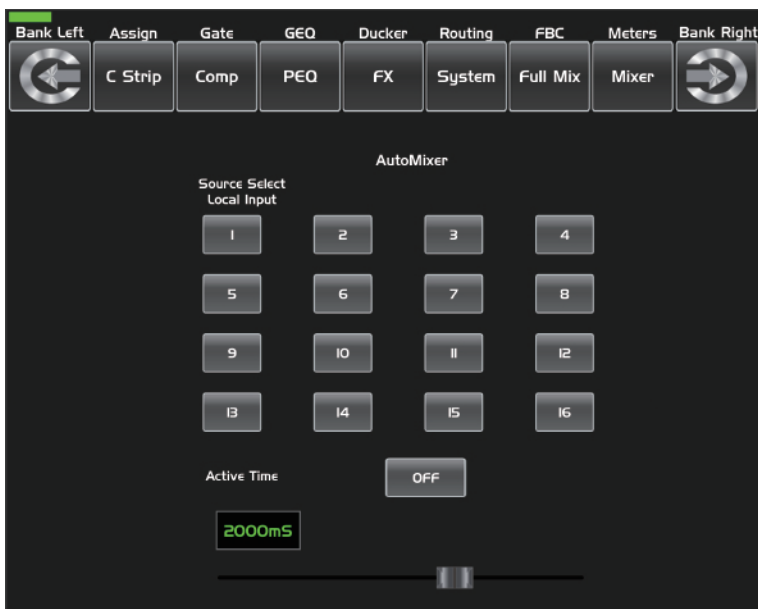 Bank Left Assign Gate GEQ Ducker Routing FBC Meters Bank Right
C Strip Comp PEQ FX System Full Mix Mixer
AutoMixer
Source Select
Local Input
1 2 3 4
5 6 7 8
9 10 11 12
13 14 15 16
Active Time OFF
2000mS